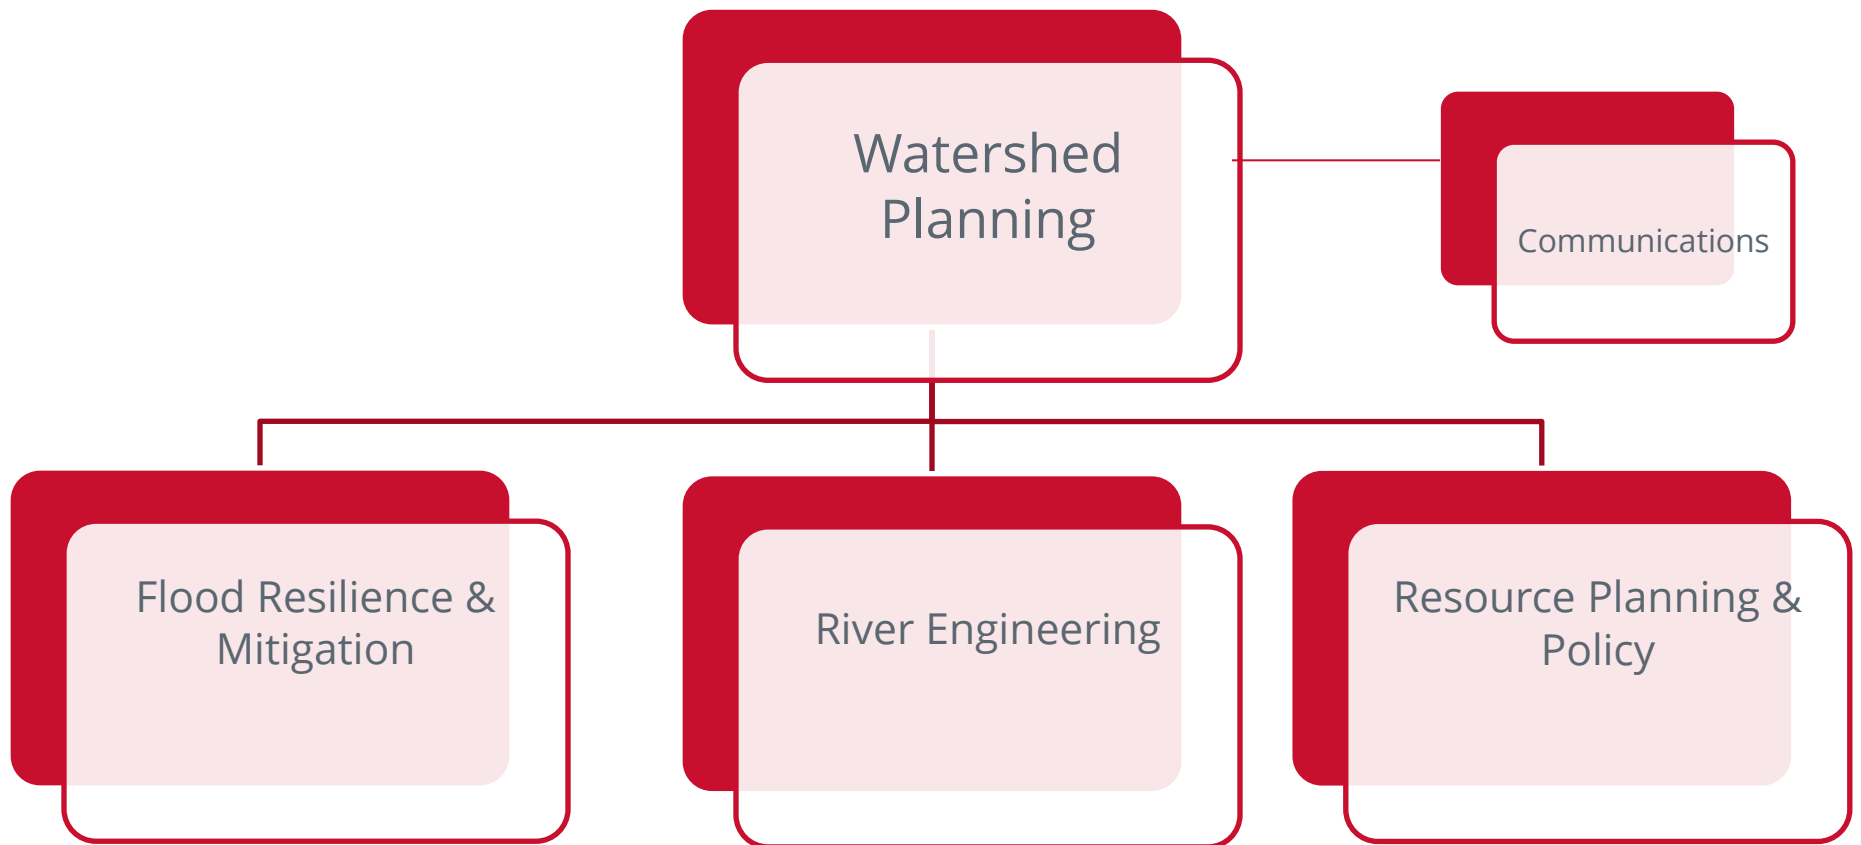 Watershed
Planning
Communications
Flood Resilience &
Mitigation
River Engineering
Resource Planning &
Policy